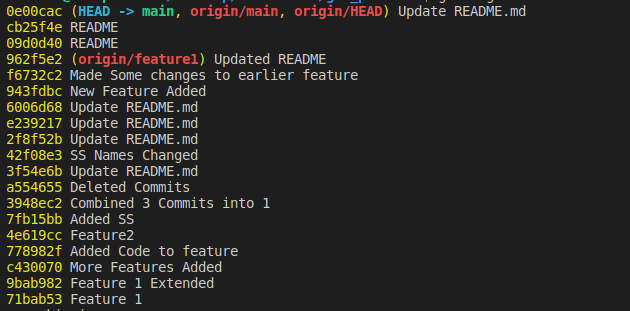 0e00cac (HEAD -> main, origin/main, origin/HEAD) Update README.md
cb25f4e README
09d0d40 README
962f5e2 (origin/feature1) Updated README
f6732c2 Made Some changes to earlier feature
943fdbc New Feature Added
6006d68 Update README.md
e239217 Update README.md
2f8f52b Update README.md
42f08e3 SS Names Changed
3f54e6b Update README.md
a554655 Deleted Commits
3948ec2 Combined 3 Commits into 1
7fb15bb Added SS
4e619cc Feature2
778982f Added Code to feature
c430070 More Features Added
9bab982 Feature 1 Extended
71bab53 Feature 1